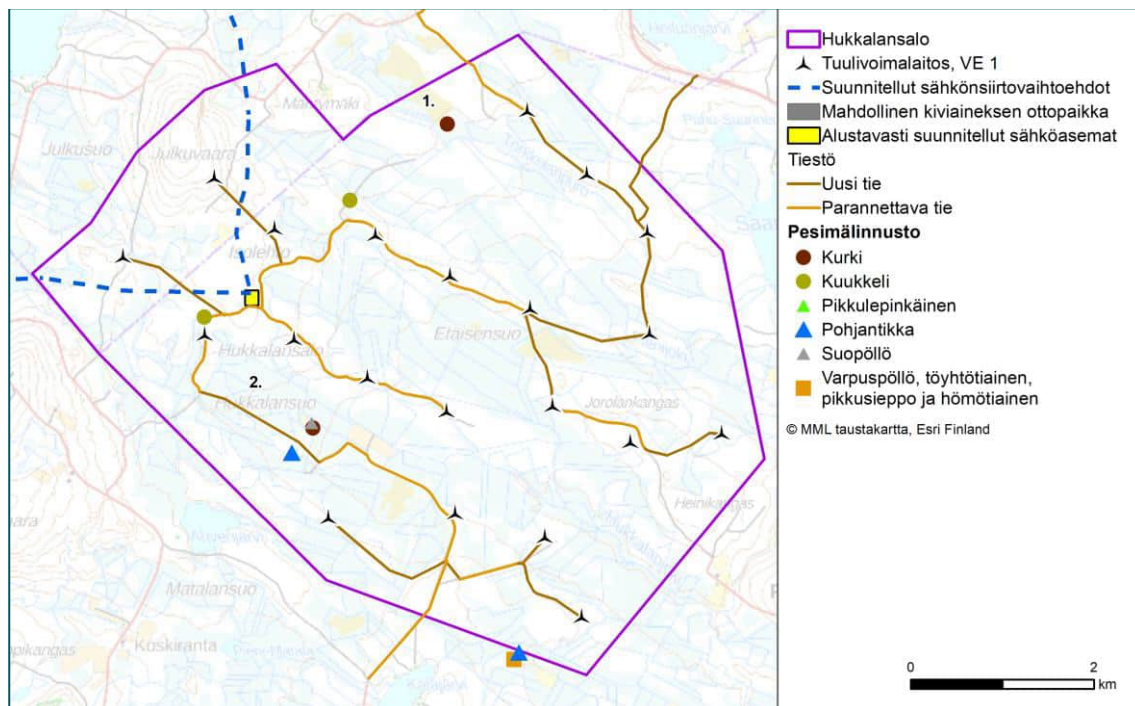 Hukkalansalo
Tuulivoimalaitos, VE 1
Suunnitellut sähkönsiirtovaihtoehdot
Mahdollinen kiviaineksen ottopaikka
Alustavasti suunnitellut sähköasemat
Tiestö
Uusi tie
Parannettava tie
Pesimälinnusto
Kurki
Kuukkeli
Pikkulepinkäinen
Pohjantikka
Suopöllö
Varpuspöllö, töyhtötiainen,
pikkusieppo ja hömötiainen
© MML taustakartta, Esri Finland
0 2
km
1.
Mäntymäki
Julkusuo
Julkuvaara
Isolehto
Etaisensuo
Hukkalansalo
2.
Hukkalansuo
Jorolankangas
Heinikangas
Matalansuo
Koskiranta